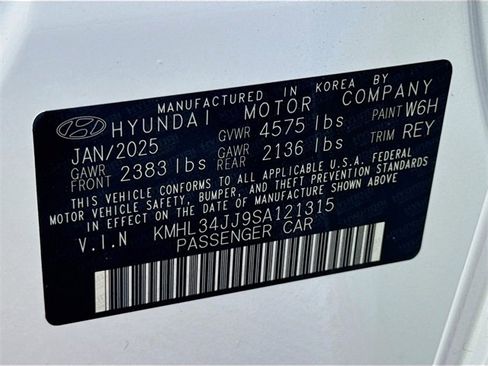 MANUFACTURED IN KOREA BY
HYUNDAI MOTOR COMPANY
JAN/2025 GVWR 4575 lbs PAINT W6H
GAWR FRONT 2383 lbs GAWR REAR 2136 lbs TRIM REY
THIS VEHICLE CONFORMS TO ALL APPLICABLE U.S.A. FEDERAL
MOTOR VEHICLE SAFETY, BUMPER, AND THEFT PREVENTION STANDARDS
IN EFFECT ON THE DATE OF MANUFACTURE SHOWN ABOVE.
V.I.N KMHL34JJ9SA121315
PASSENGER CAR